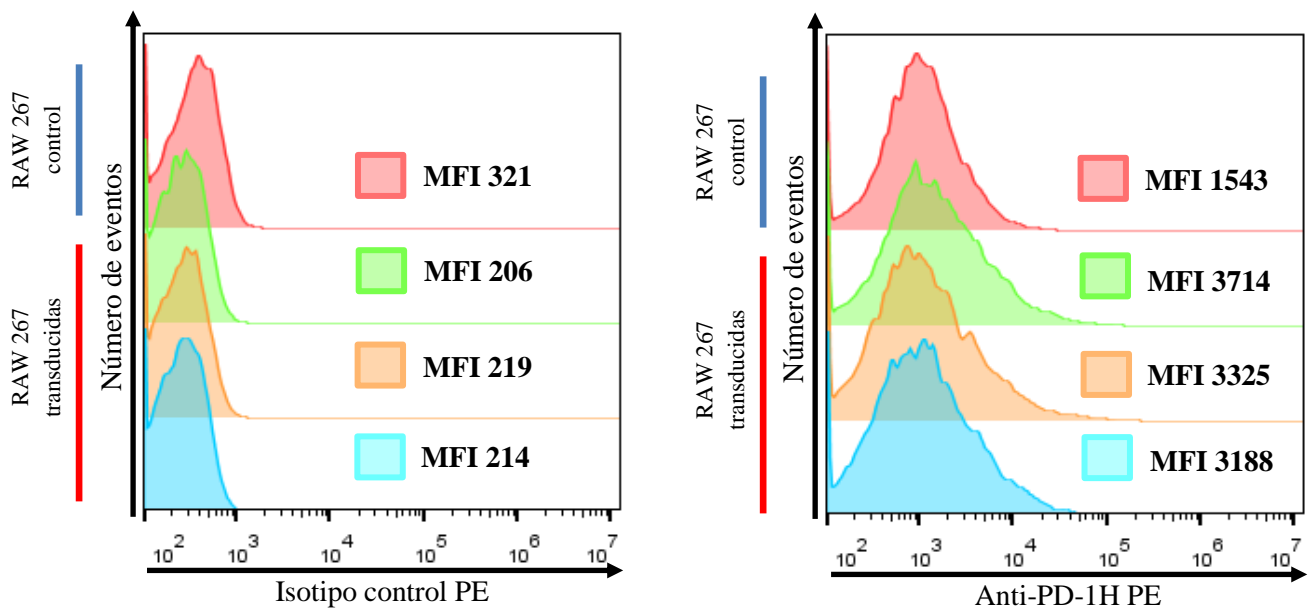 RAW 267
control
RAW 267
transducidas
Número de eventos
MFI 321
MFI 206
MFI 219
MFI 214
10^2
10^3
10^4
10^5
10^6
10^7
Isotipo control PE
RAW 267
control
RAW 267
transducidas
Número de eventos
MFI 1543
MFI 3714
MFI 3325
MFI 3188
10^2
10^3
10^4
10^5
10^6
10^7
Anti-PD-1H PE